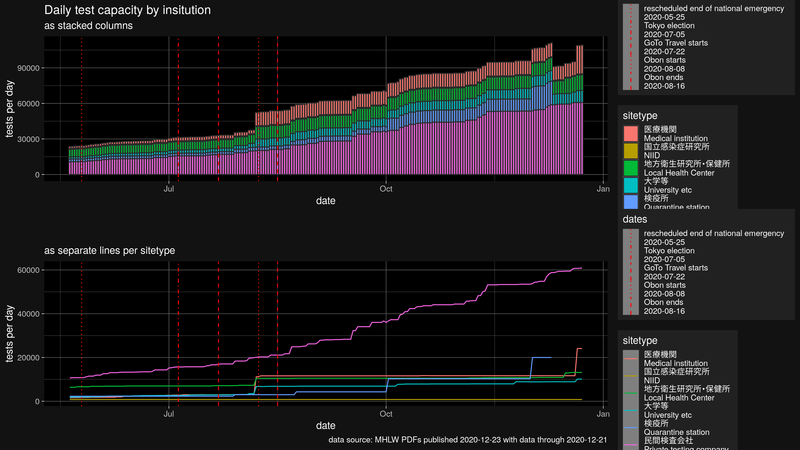 Daily test capacity by insitution
as stacked columns
tests per day
90000
60000
30000
0
Jul
Oct
Jan
date
rescheduled end of national emergency
2020-05-25
Tokyo election
2020-07-05
GoTo Travel starts
2020-07-22
Obon starts
2020-08-08
Obon ends
2020-08-16
sitetype
医療機関
Medical institution
国立感染症研究所
NIID
地方衛生研究所・保健所
Local Health Center
大学等
University etc
検疫所
Quarantine station
as separate lines per sitetype
tests per day
60000
40000
20000
0
Jul
Oct
Jan
date
dates
rescheduled end of national emergency
2020-05-25
Tokyo election
2020-07-05
GoTo Travel starts
2020-07-22
Obon starts
2020-08-08
Obon ends
2020-08-16
sitetype
医療機関
Medical institution
国立感染症研究所
NIID
地方衛生研究所・保健所
Local Health Center
大学等
University etc
検疫所
Quarantine station
民間検査会社
Private testing company
data source: MHLW PDFs published 2020-12-23 with data through 2020-12-21